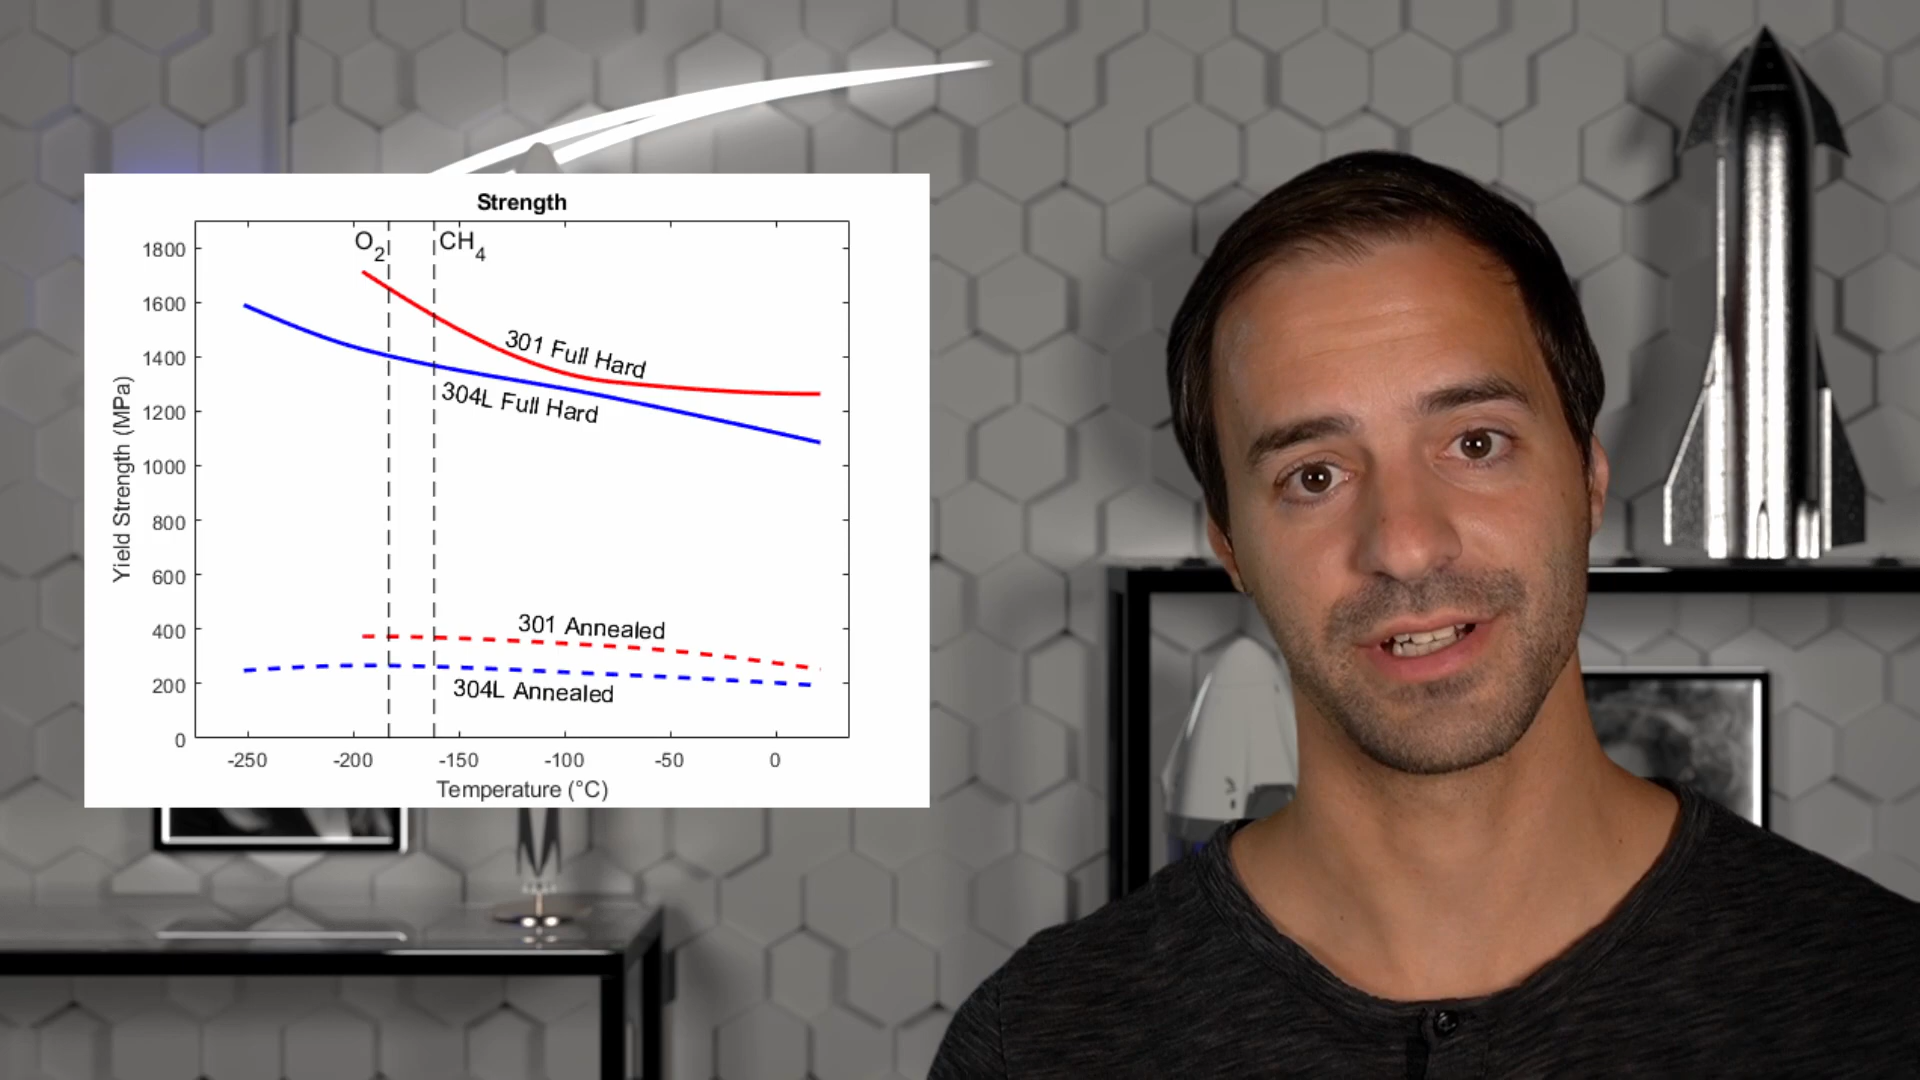 Strength
O2
CH4
1800
1600
1400
1200
1000
800
600
400
200
0
Yield Strength (MPa)
301 Full Hard
304L Full Hard
301 Annealed
304L Annealed
-250
-200
-150
-100
-50
0
Temperature (°C)